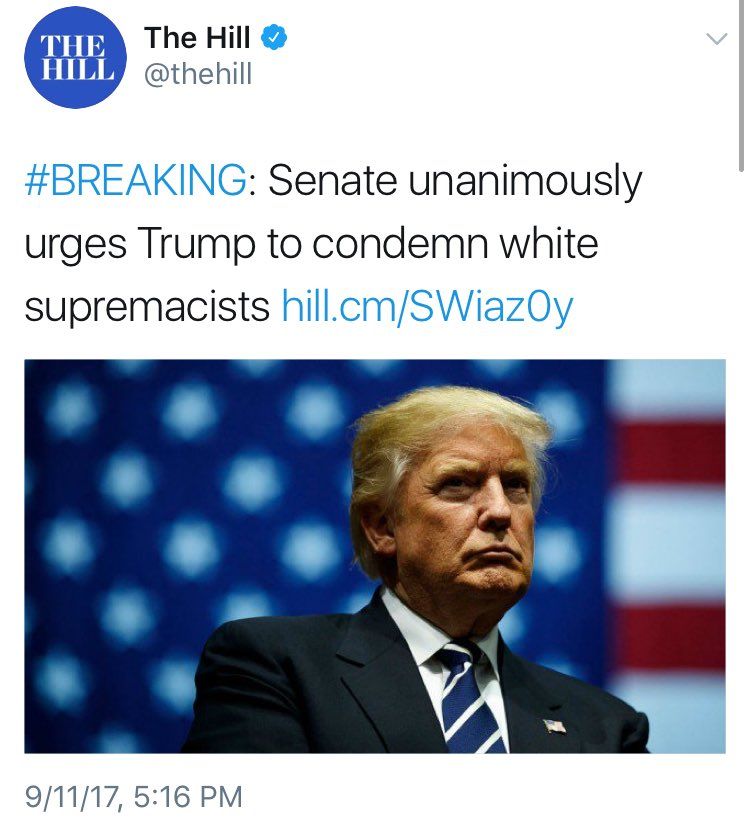 THE
HILL
The Hill
@thehill
#BREAKING: Senate unanimously
urges Trump to condemn white
supremacists hill.cm/SWiaz0y
9/11/17, 5:16 PM